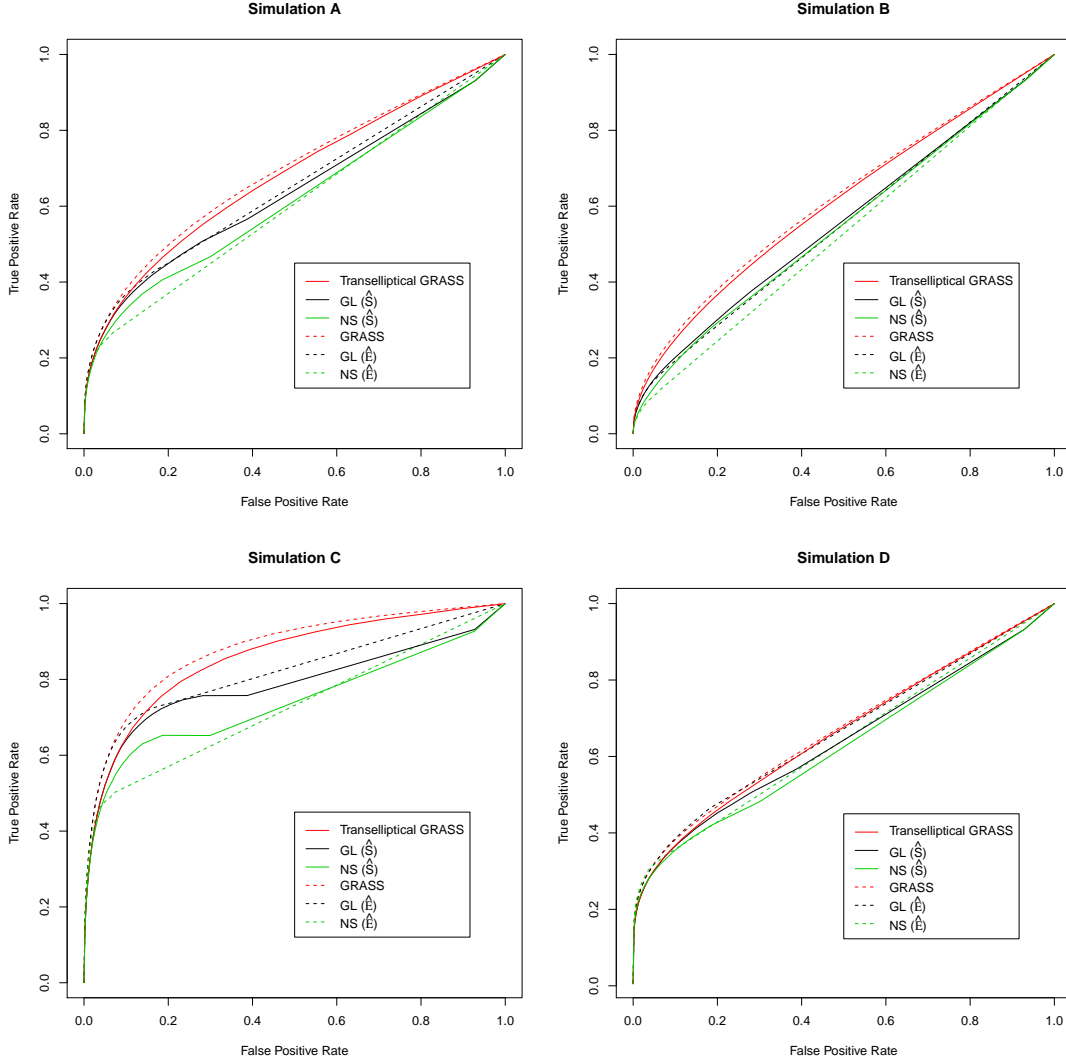 Simulation A
True Positive Rate
1.0
0.8
0.6
0.4
0.2
0.0
Transelliptical GRASS
GL (Ŝ)
NS (Ŝ)
GRASS
GL (Ê)
NS (Ê)
0.0 0.2 0.4 0.6 0.8 1.0
False Positive Rate
Simulation B
True Positive Rate
1.0
0.8
0.6
0.4
0.2
0.0
Transelliptical GRASS
GL (Ŝ)
NS (Ŝ)
GRASS
GL (Ê)
NS (Ê)
0.0 0.2 0.4 0.6 0.8 1.0
False Positive Rate
Simulation C
True Positive Rate
1.0
0.8
0.6
0.4
0.2
0.0
Transelliptical GRASS
GL (Ŝ)
NS (Ŝ)
GRASS
GL (Ê)
NS (Ê)
0.0 0.2 0.4 0.6 0.8 1.0
False Positive Rate
Simulation D
True Positive Rate
1.0
0.8
0.6
0.4
0.2
0.0
Transelliptical GRASS
GL (Ŝ)
NS (Ŝ)
GRASS
GL (Ê)
NS (Ê)
0.0 0.2 0.4 0.6 0.8 1.0
False Positive Rate